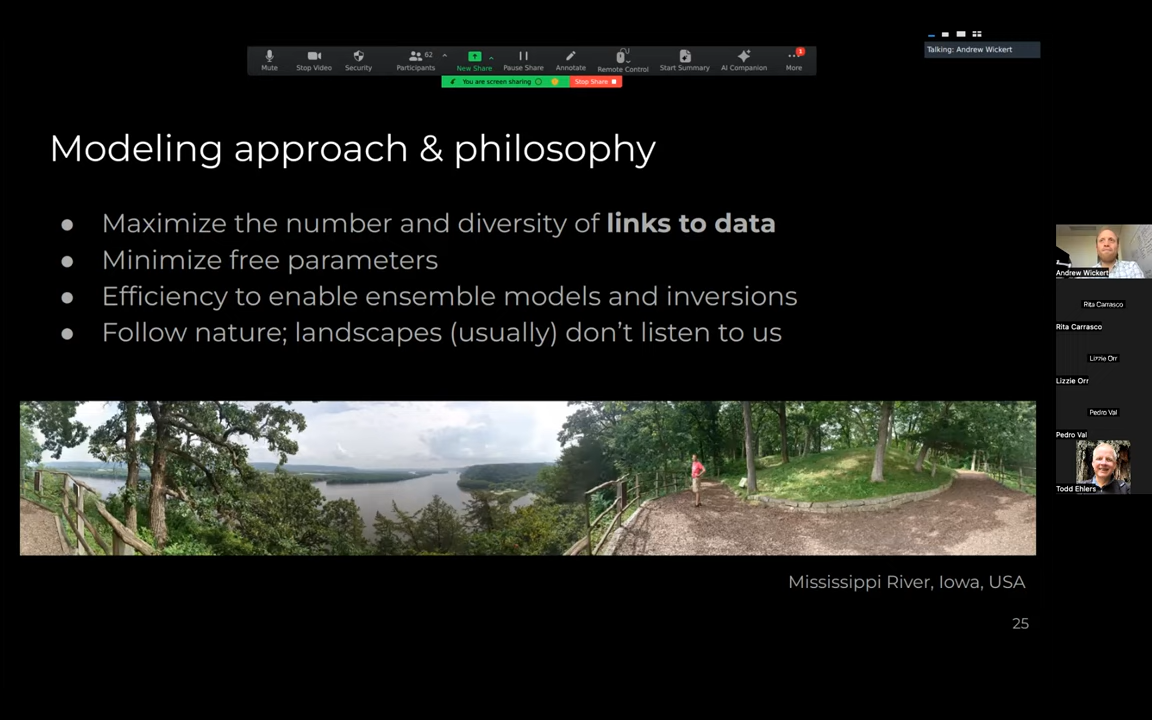 Talking: Andrew Wickert
Mute
Stop Video
Security
Participants
62
New Share
Pause Share
Annotate
Remote Control
Start Summary
AI Companion
More
1
You are screen sharing
Stop Share
Modeling approach & philosophy
● Maximize the number and diversity of links to data
● Minimize free parameters
● Efficiency to enable ensemble models and inversions
● Follow nature; landscapes (usually) don’t listen to us
Andrew Wickert
Rita Carrasco
Rita Carrasco
Lizzie Orr
Lizzie Orr
Pedro Val
Pedro Val
Todd Ehlers
Mississippi River, Iowa, USA
25